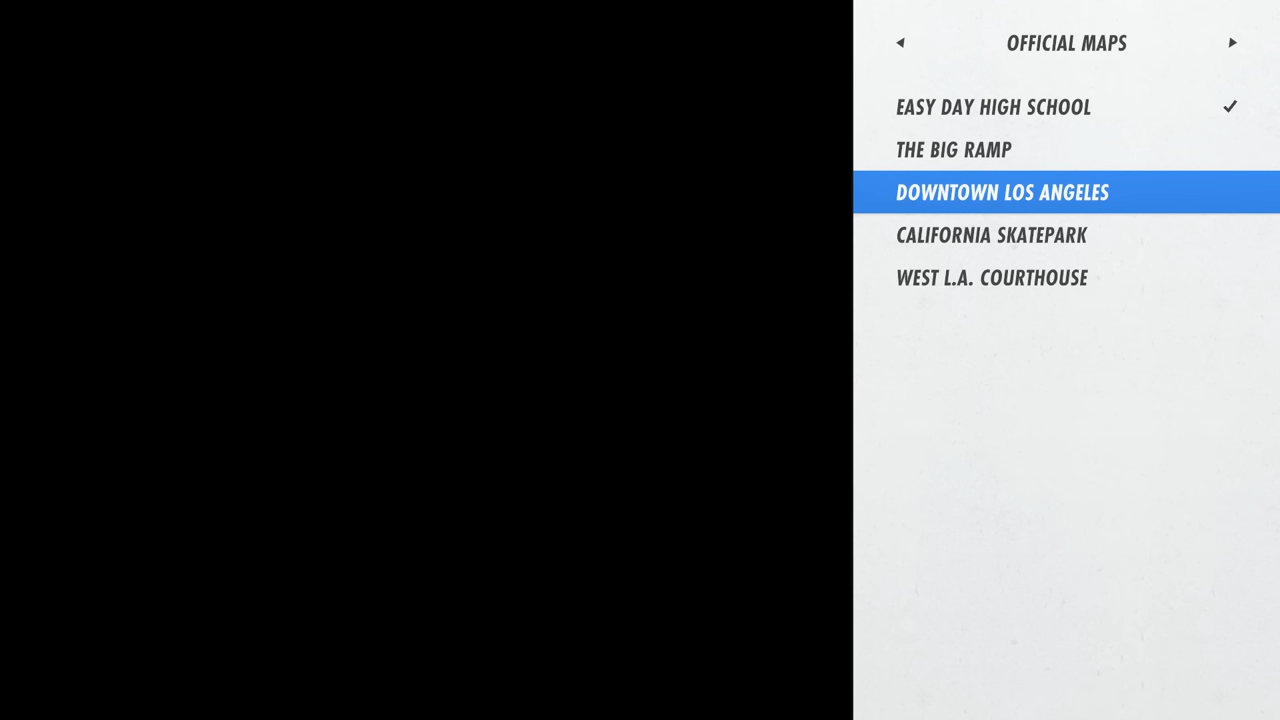 OFFICIAL MAPS
EASY DAY HIGH SCHOOL
THE BIG RAMP
DOWNTOWN LOS ANGELES
CALIFORNIA SKATEPARK
WEST L.A. COURTHOUSE